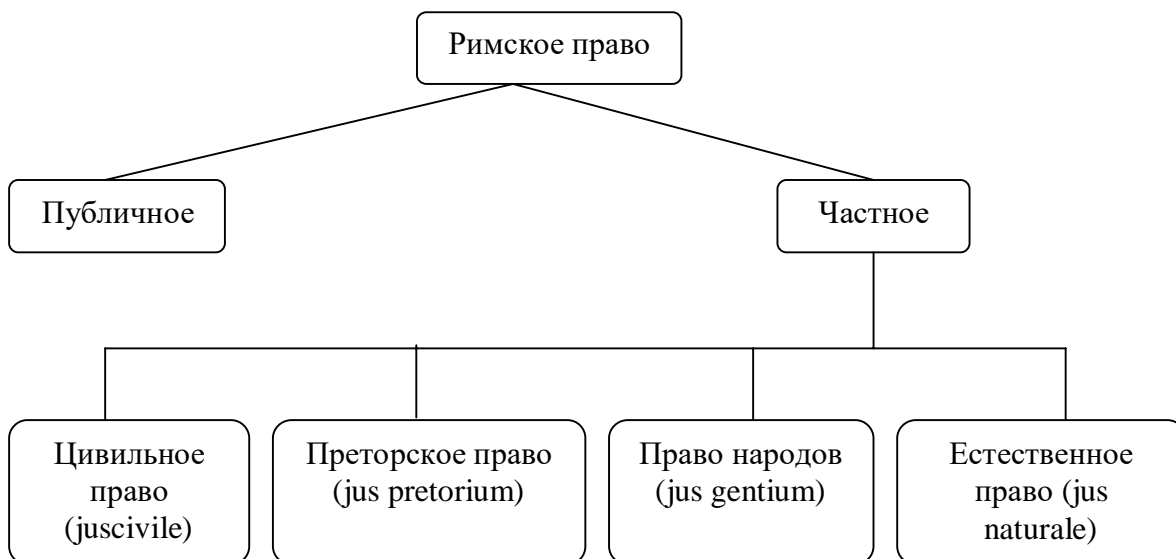 Римское право
Публичное
Частное
Цивильное
право
(juscivile)
Преторское право
(jus pretorium)
Право народов
(jus gentium)
Естественное
право (jus
naturale)